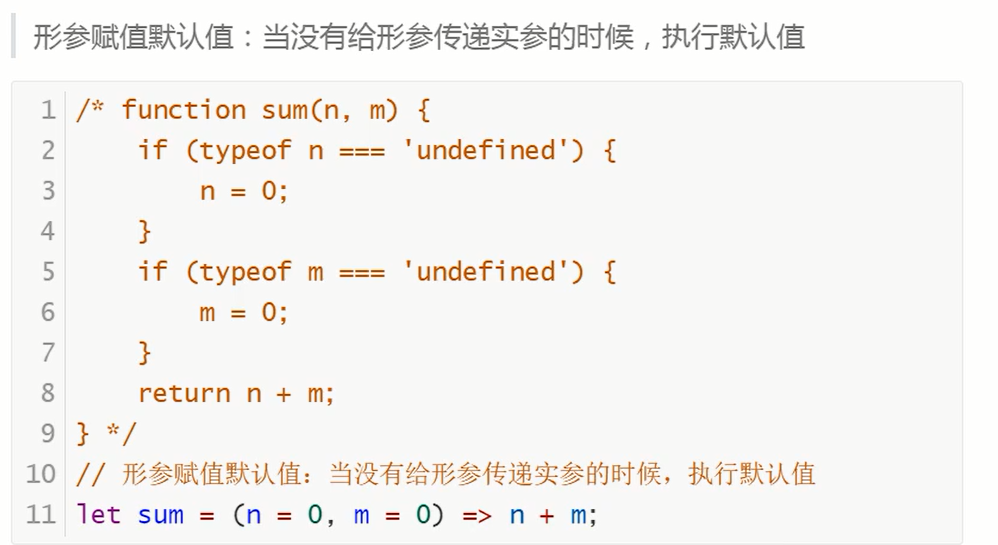 形参赋值默认值：当没有给形参传递实参的时候，执行默认值
1 /* function sum(n, m) {
2     if (typeof n === 'undefined') {
3         n = 0;
4     }
5     if (typeof m === 'undefined') {
6         m = 0;
7     }
8     return n + m;
9 } */
10 // 形参赋值默认值：当没有给形参传递实参的时候，执行默认值
11 let sum = (n = 0, m = 0) => n + m;